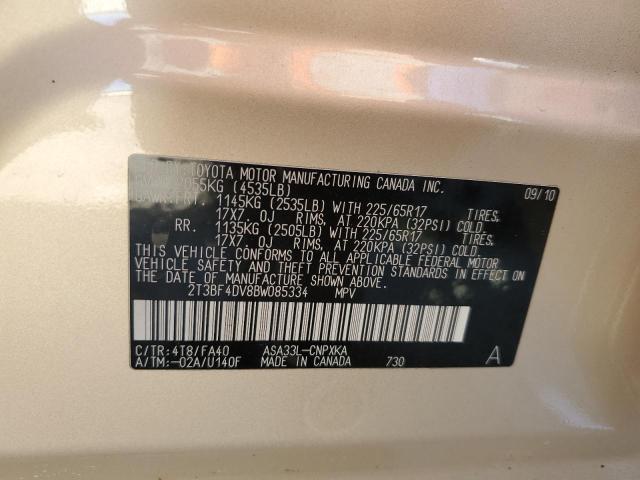 TOYOTA MOTOR MANUFACTURING CANADA INC. 09/10
2055KG (4535LB)
1145KG (2535LB) WITH 225/65R17 TIRES,
17X7 0J RIMS, AT 220KPA (32PSI) COLD.
RR. 1135KG (2505LB) WITH 225/65R17 TIRES,
17X7 0J RIMS, AT 220KPA (32PSI) COLD.
THIS VEHICLE CONFORMS TO ALL APPLICABLE FEDERAL MOTOR
VEHICLE SAFETY AND THEFT PREVENTION STANDARDS IN EFFECT ON
THE DATE OF MANUFACTURE SHOWN ABOVE.
2T3BF4DV8BW085334 MPV
C/TR: 4T8/FA40 ASA33L-CNPXKA
A/TM:-02A/U140F MADE IN CANADA 730 A